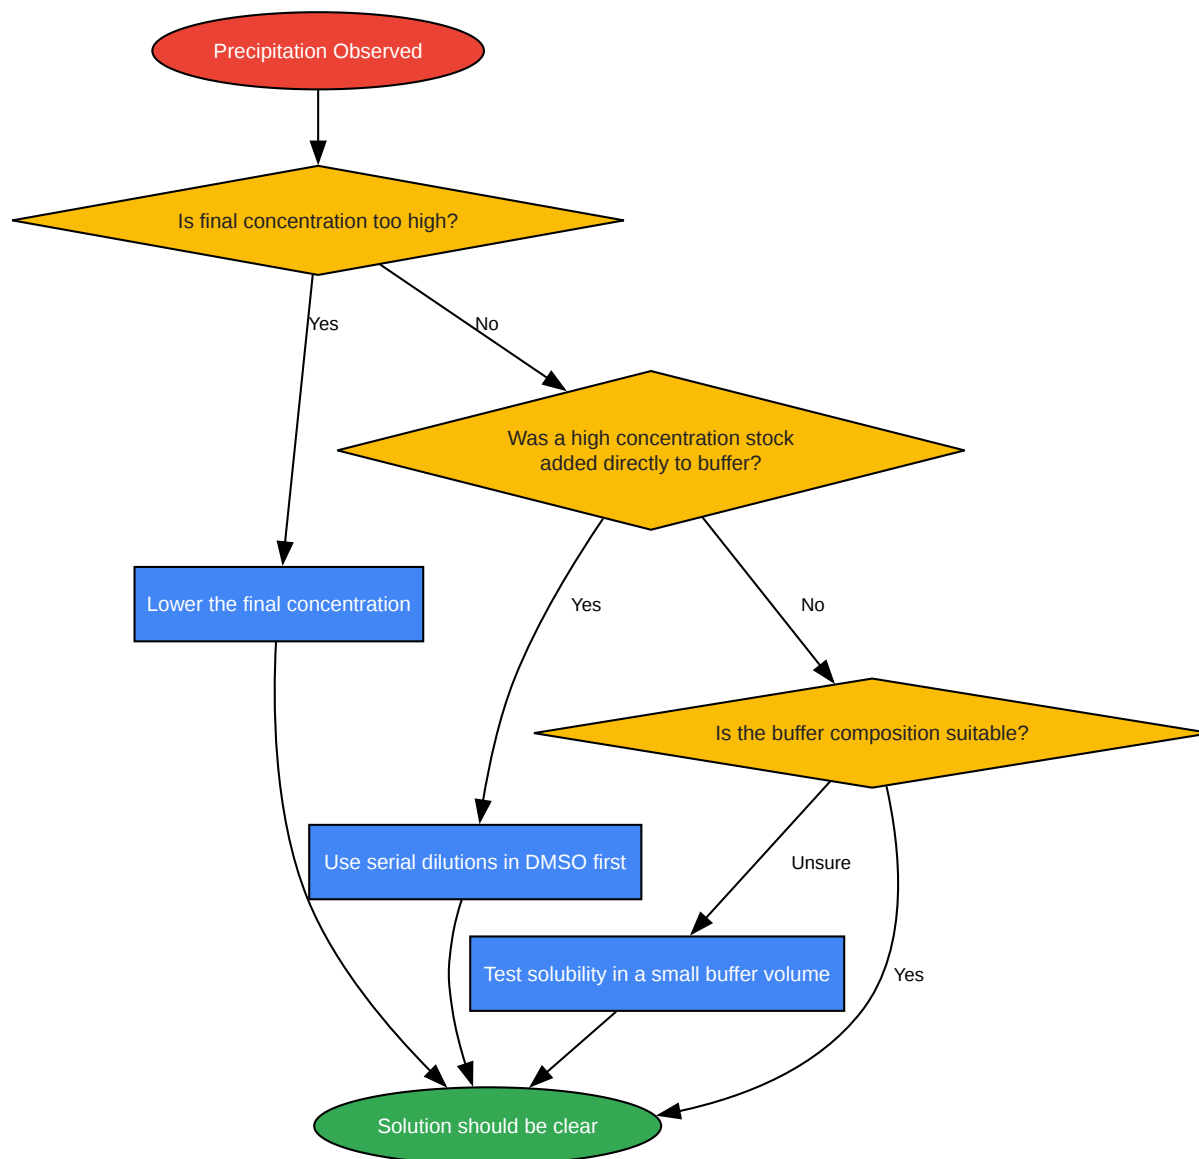 Precipitation Observed
Is final concentration too high?
Yes
No
Was a high concentration stock
added directly to buffer?
Lower the final concentration
Yes
No
Is the buffer composition suitable?
Use serial dilutions in DMSO first
Unsure
Test solubility in a small buffer volume
Yes
Solution should be clear